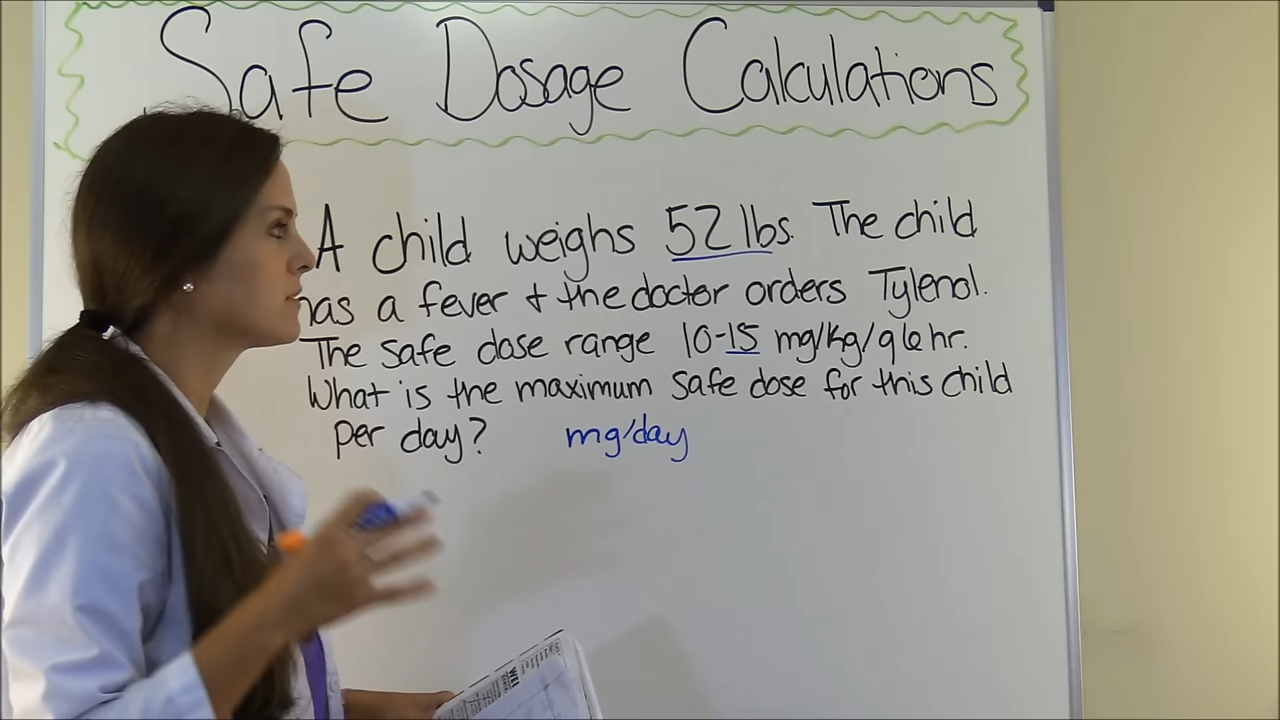 Safe Dosage Calculations
A child weighs 52 lbs. The child
has a fever + the doctor orders Tylenol.
The safe dose range 10-15 mg/kg/q6hr.
What is the maximum safe dose for this child
per day? mg/day